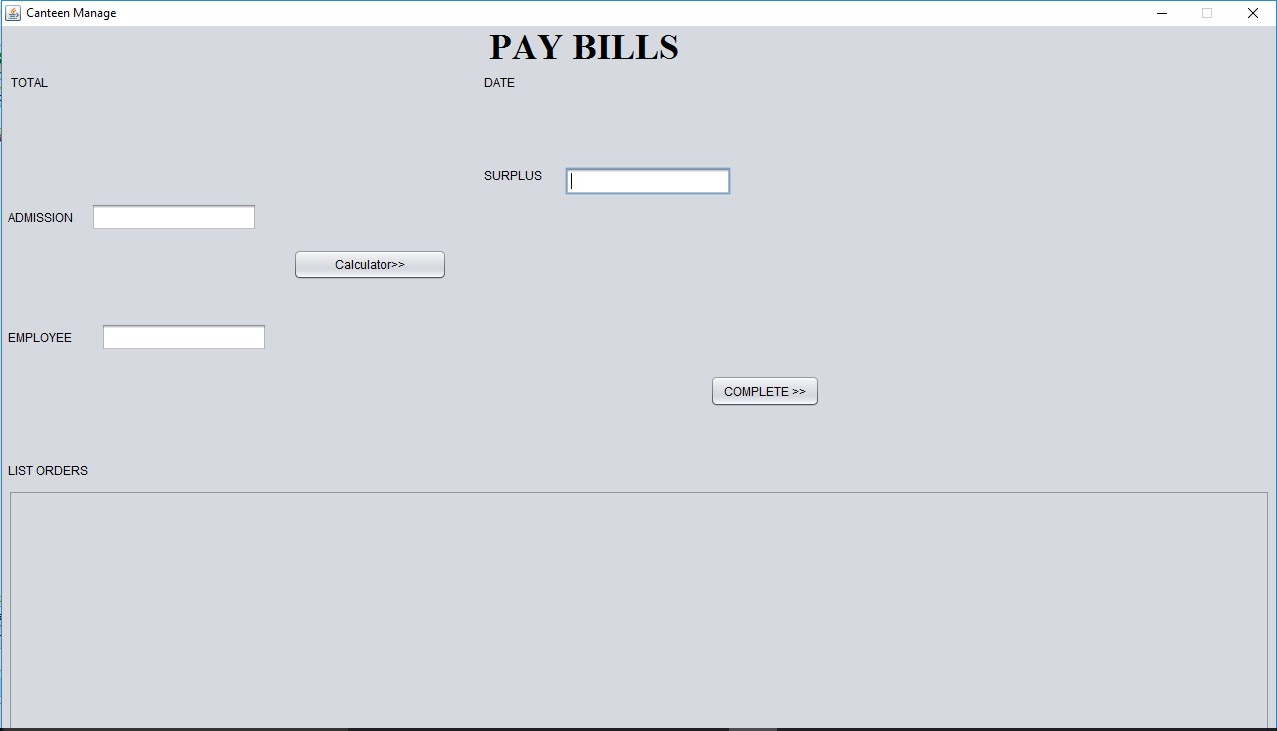 Canteen Manage
PAY BILLS
TOTAL
DATE
SURPLUS
ADMISSION
Calculator>>
EMPLOYEE
COMPLETE >>
LIST ORDERS